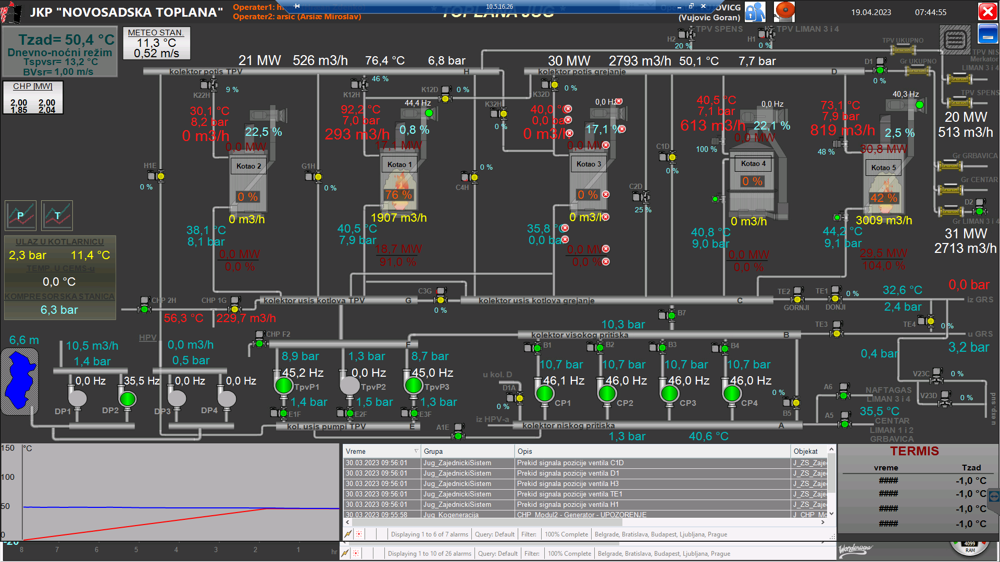 JKP "NOVOSADSKA TOPLANA"
Operater2: arsic (Arsiæ Miroslav)
* TOPLANA JUG *
10.5.16.26
(Vujovic Goran)
19.04.2023
07:44:55
Tzad= 50,4 °C
Dnevno-noćni režim
Tspvsr= 13,2 °C
BVsr= 1,00 m/s
METEO STAN.
11,3 °C
0,52 m/s
CHP [MW]
2,00 2,00
1,85 2,04
21 MW 526 m3/h 76,4 °C 6,8 bar
kolektor potis TPV H
30 MW 2793 m3/h 50,1 °C 7,7 bar
kolektor potis grejanje D
H2
20 %
TPV SPENS
H1
0 %
TPV LIMAN 3 i 4
TPV UKUPNO
Gr UKUPNO
D1
0 %
TPV NIS
Merkator
LIMAN 3 i 4
TPV SPENS
20 MW
513 m3/h
Gr GRBAVICA
Gr CENTAR
D2
Gr LIMAN 3 i 4
31 MW
2713 m3/h
K22H
9 %
30,1 °C
8,2 bar
0 m3/h
22,5 %
0,0 MW
Kotao 2
0 %
0 m3/h
38,1 °C
8,1 bar
0,0 MW
0,0 %
H1E
0 %
K12H
46 %
K12D
0 %
92,2 °C
7,0 bar
293 m3/h
44,4 Hz
0,8 %
17,1 MW
Kotao 1
76 %
1907 m3/h
40,5 °C
7,9 bar
18,7 MW
91,0 %
G1H
0 %
C4H
0 %
K32H
0 %
K32D
0 %
40,0 °C
0,0 bar
0 m3/h
0,0 Hz
17,1 %
0,0 MW
Kotao 3
0 %
0 m3/h
35,8 °C
0,0 bar
0,0 MW
0,0 %
C2D
25 %
C1D
0 %
40,5 °C
7,1 bar
613 m3/h
0,0 Hz
22,1 %
0,0 MW
100 %
Kotao 4
0 %
0 m3/h
40,8 °C
9,0 bar
0,0 MW
0,0 %
73,1 °C
7,9 bar
819 m3/h
40,3 Hz
2,5 %
48 %
30,8 MW
Kotao 5
42 %
3009 m3/h
44,2 °C
9,1 bar
29,5 MW
104,0 %
P
T
ULAZ U KOTLARNICU
2,3 bar 11,4 °C
TEMP. U CEMS-u
0,0 °C
KOMPRESORSKA STANICA
6,3 bar
CHP 2H
CHP 1G
56,3 °C
229,7 m3/h
kolektor usis kotlova TPV G
C3G
0 %
kolektor usis kotlova grejanje C
TE2
GORNJI
TE1
DONJI
0 %
32,6 °C
2,4 bar
0,0 bar
iz GRS
TE3
TE4
0 %
u GRS
3,2 bar
0,4 bar
B7
10,3 bar
kolektor visokog pritiska B
CHP F2
F
6,6 m
HPV
10,5 m3/h
1,4 bar
0,0 m3/h
0,5 bar
0,0 Hz
35,5 Hz
0,0 Hz
0,0 Hz
DP1
DP2
DP3
DP4
8,9 bar
1,3 bar
8,7 bar
45,2 Hz
0,0 Hz
45,0 Hz
TpvP1
TpvP2
TpvP3
1,4 bar
1,5 bar
1,3 bar
E1F
E2F
E3F
kol. usis pumpi TPV E
A1E
B1
B2
B3
B4
10,7 bar
10,7 bar
10,7 bar
10,7 bar
46,1 Hz
46,0 Hz
46,0 Hz
46,0 Hz
CP1
CP2
CP3
CP4
u kol. D
D1A
0 %
iz HPV-a
0 %
B5
kolektor niskog pritiska A
1,3 bar
40,6 °C
A6
NAFTAGAS
LIMAN 3 i 4
35,5 °C
A5
CENTAR
LIMAN 1 i 2
GRBAVICA
V23C
0 %
V23D
0 %
u exp. sud
150
°C
100
50
0
-20
8 7 6 5 4 3 2 1 hr
Vreme Grupa Opis Objekat
30.03.2023 09:56:01 Jug_ZajednickiSistem Prekid signala pozicije ventila C1D J_ZS_Zaje
30.03.2023 09:56:01 Jug_ZajednickiSistem Prekid signala pozicije ventila D1 J_ZS_Zaje
30.03.2023 09:56:01 Jug_ZajednickiSistem Prekid signala pozicije ventila H3 J_ZS_Zaje
30.03.2023 09:56:01 Jug_ZajednickiSistem Prekid signala pozicije ventila TE1 J_ZS_Zaje
30.03.2023 09:56:01 Jug_ZajednickiSistem Prekid signala pozicije ventila H1 J_ZS_Zaje
30.03.2023 09:55:58 Jug_Kogeneracija CHP_Modul2 - Generator - UPOZORENJE J_CHP_Mo
Displaying 1 to 6 of 7 alarms Query: Default Filter: 100% Complete Belgrade, Bratislava, Budapest, Ljubljana, Prague
Displaying 1 to 10 of 26 alarms Query: Default Filter: 100% Complete Belgrade, Bratislava, Budapest, Ljubljana, Prague
TERMIS
vreme Tzad
#### -1,0 °C
#### -1,0 °C
#### -1,0 °C
#### -1,0 °C
Wonderware
4099
RAM